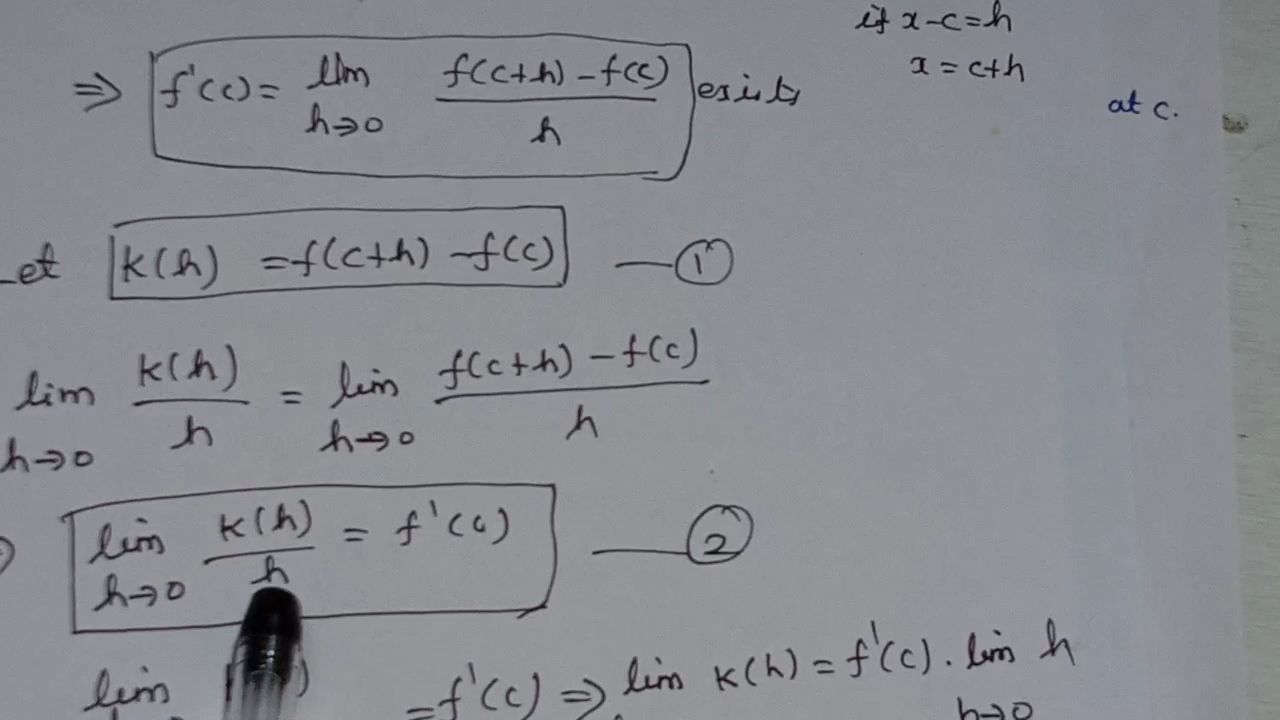 if x-c=h
⇒ f'(c) = lim f(c+h) - f(c) exists
h→0 h
x = c+h
at c.
Let k(h) = f(c+h) - f(c) — ①
lim k(h) = lim f(c+h) - f(c)
h→0 h h→0 h
lim k(h) = f'(c) — ②
h→0 h
lim = f'(c) ⇒ lim k(h) = f'(c). lim h
h→0